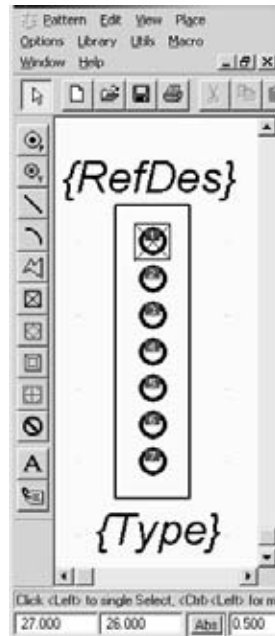 Pattern Edit View Place
Options Library Utils Macro
Window Help
{RefDes}
{Type}
A
Click <Left> to single Select, <Ctrl><Left> for m
27.000 26.000 Abs 0.500